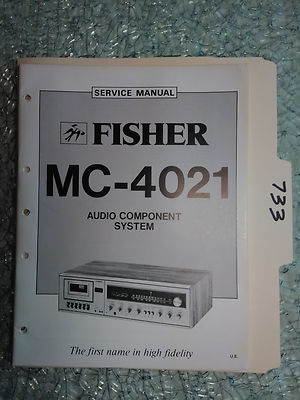 SERVICE MANUAL
FISHER
MC-4021
AUDIO COMPONENT
SYSTEM
The first name in high fidelity
733